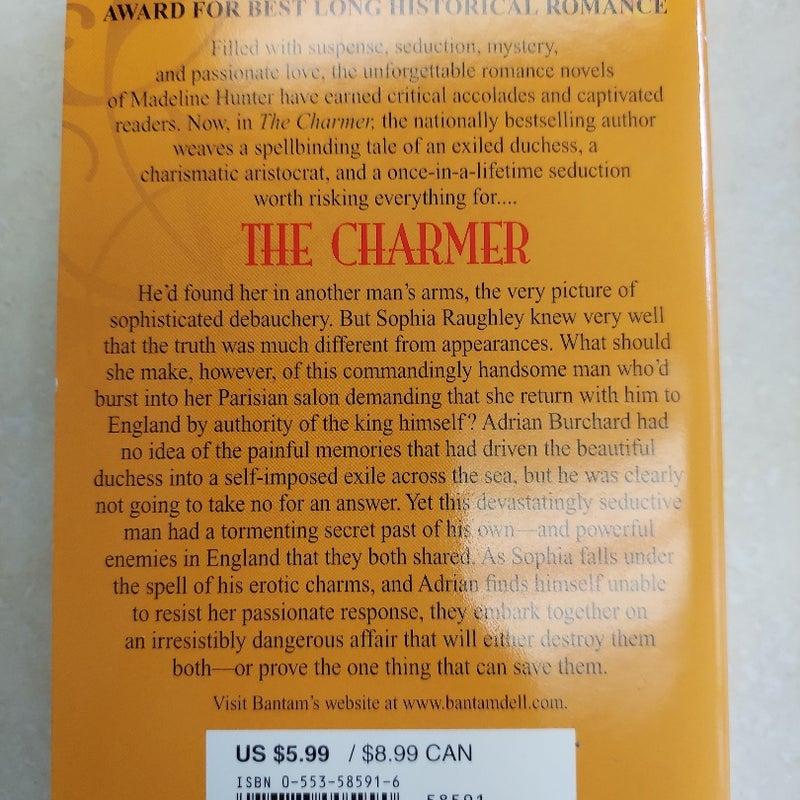 AWARD FOR BEST LONG HISTORICAL ROMANCE
Filled with suspense, seduction, mystery,
and passionate love, the unforgettable romance novels
of Madeline Hunter have earned critical accolades and captivated
readers. Now, in The Charmer, the nationally bestselling author
weaves a spellbinding tale of an exiled duchess, a
charismatic aristocrat, and a once-in-a-lifetime seduction
worth risking everything for....
THE CHARMER
He'd found her in another man's arms, the very picture of
sophisticated debauchery. But Sophia Raughley knew very well
that the truth was much different from appearances. What should
she make, however, of this commandingly handsome man who'd
burst into her Parisian salon demanding that she return with him to
England by authority of the king himself? Adrian Burchard had
no idea of the painful memories that had driven the beautiful
duchess into a self-imposed exile across the sea, but he was clearly
not going to take no for an answer. Yet this devastatingly seductive
man had a tormenting secret past of his own—and powerful
enemies in England that they both shared. As Sophia falls under
the spell of his erotic charms, and Adrian finds himself unable
to resist her passionate response, they embark together on
an irresistibly dangerous affair that will either destroy them
both—or prove the one thing that can save them.
Visit Bantam's website at www.bantamdell.com.
US $5.99 / $8.99 CAN
ISBN 0-553-58591-6
58591